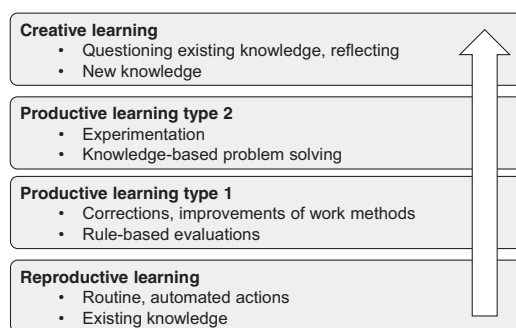 Creative learning
• Questioning existing knowledge, reflecting
• New knowledge
Productive learning type 2
• Experimentation
• Knowledge-based problem solving
Productive learning type 1
• Corrections, improvements of work methods
• Rule-based evaluations
Reproductive learning
• Routine, automated actions
• Existing knowledge